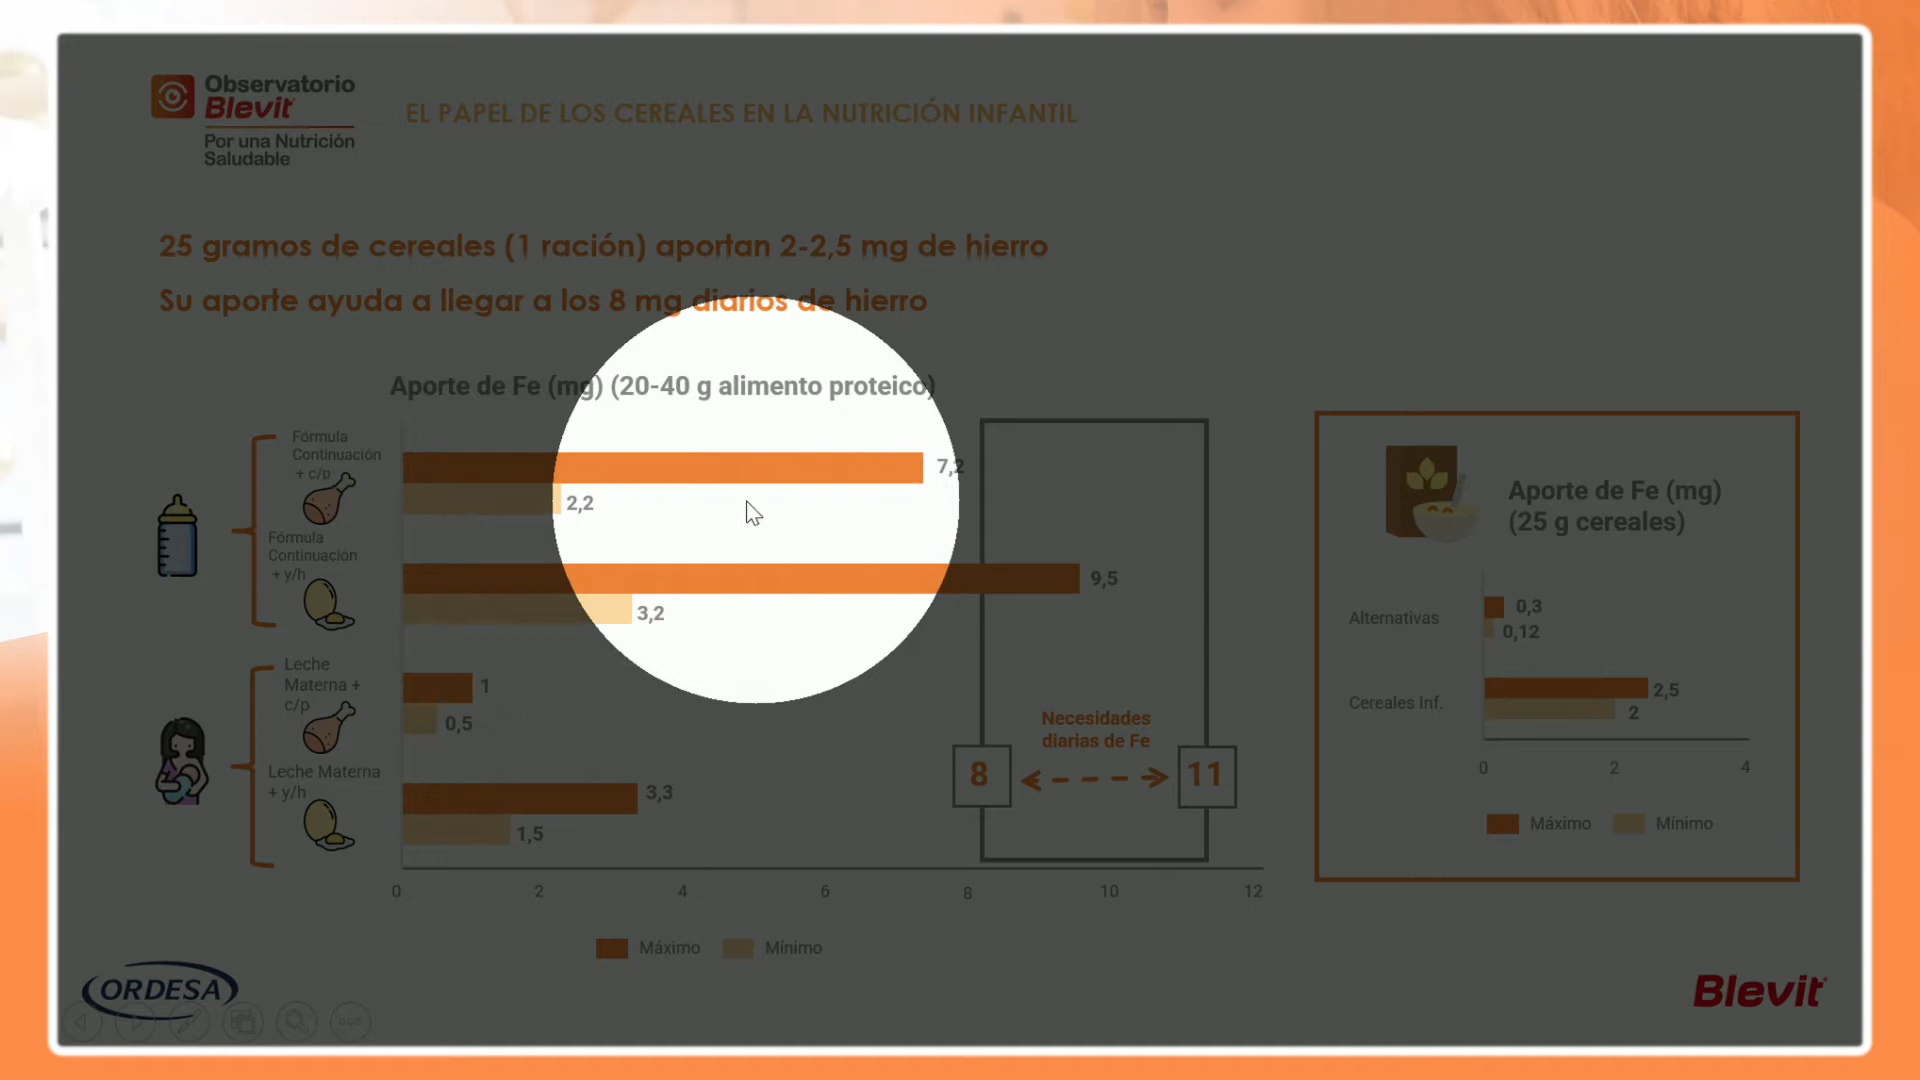 Observatorio
Blevit
Por una Nutrición
Saludable
EL PAPEL DE LOS CEREALES EN LA NUTRICIÓN INFANTIL
25 gramos de cereales (1 ración) aportan 2-2,5 mg de hierro
Su aporte ayuda a llegar a los 8 mg diarios de hierro
Aporte de Fe (mg) (20-40 g alimento proteico)
Fórmula
Continuación
+ c/p
7,2
2,2
Fórmula
Continuación
+ y/h
9,5
3,2
Leche
Materna +
c/p
1
0,5
Leche Materna
+ y/h
3,3
1,5
Necesidades
diarias de Fe
8
11
0 2 4 6 8 10 12
Máximo Mínimo
Aporte de Fe (mg)
(25 g cereales)
Alternativas
0,3
0,12
Cereales Inf.
2,5
2
0 2 4
Máximo Mínimo
ORDESA
Blevit